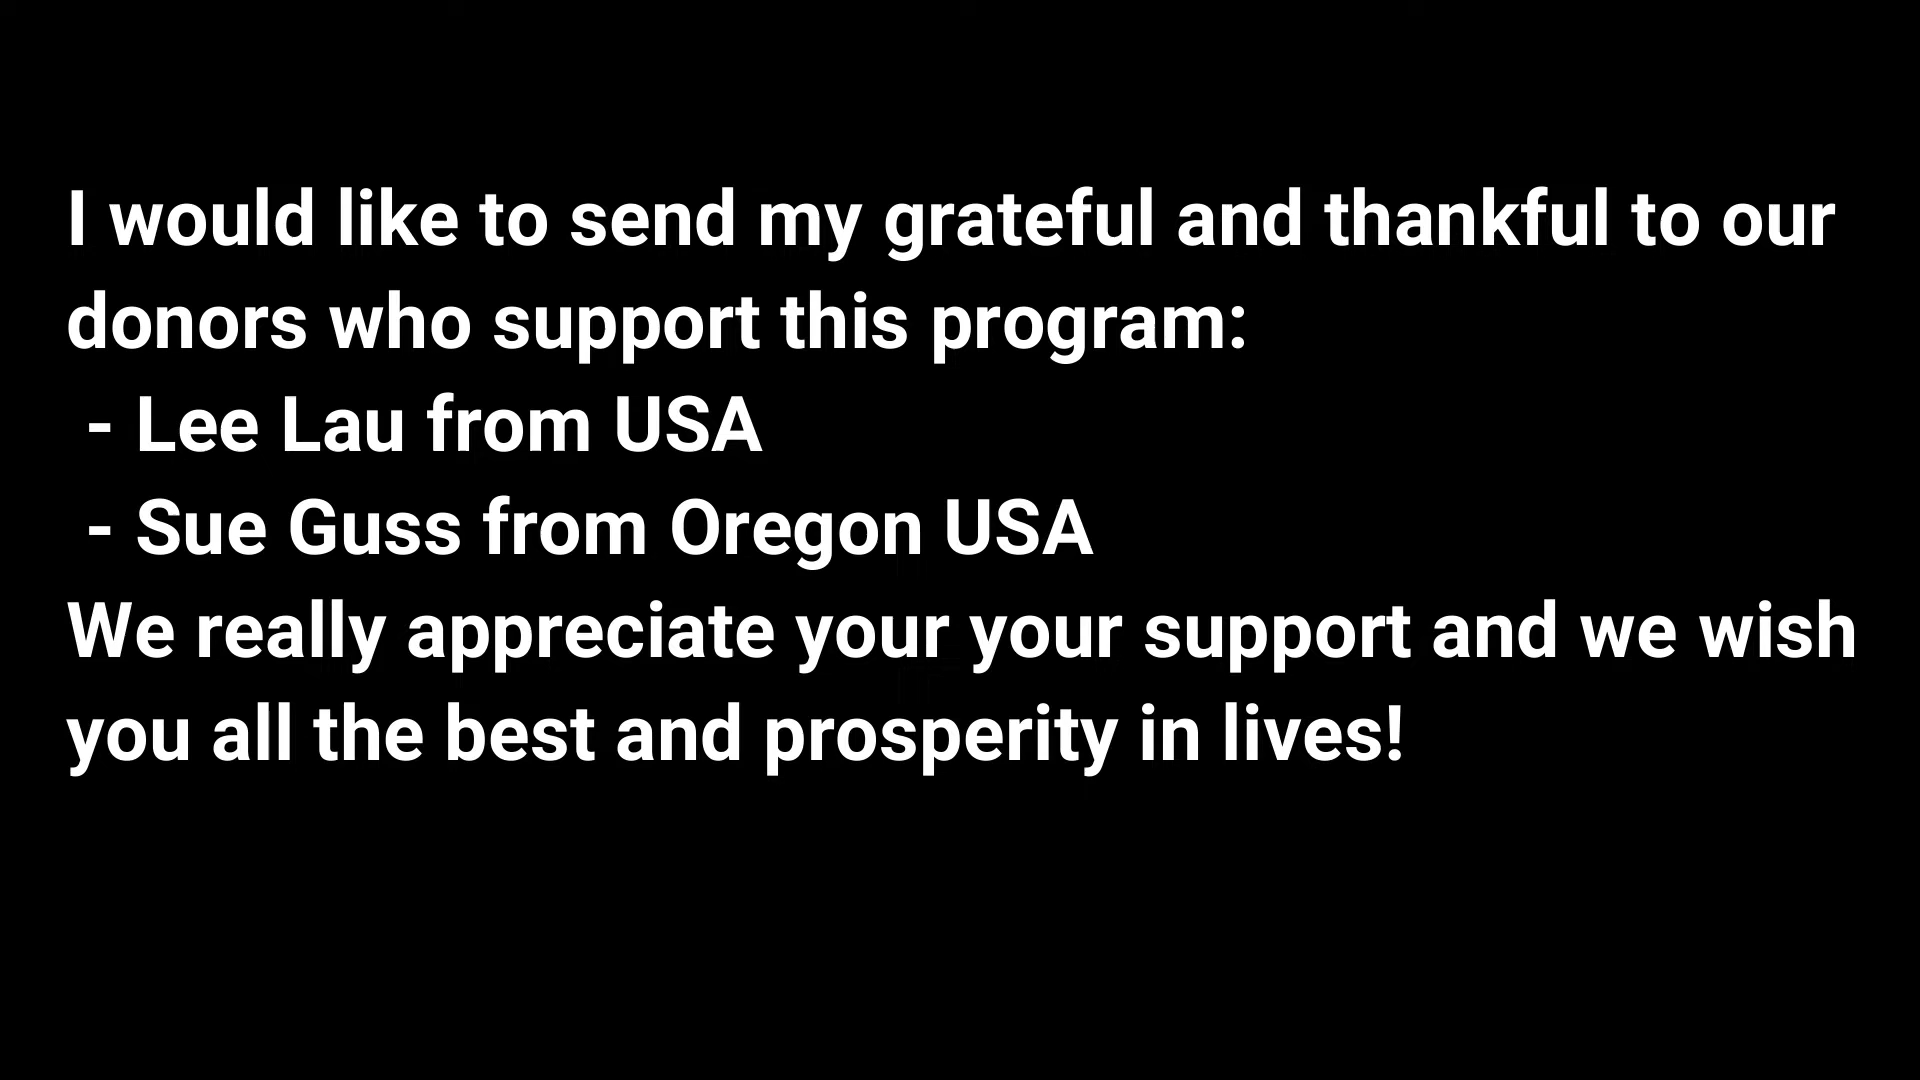 I would like to send my grateful and thankful to our
donors who support this program:
- Lee Lau from USA
- Sue Guss from Oregon USA
We really appreciate your your support and we wish
you all the best and prosperity in lives!